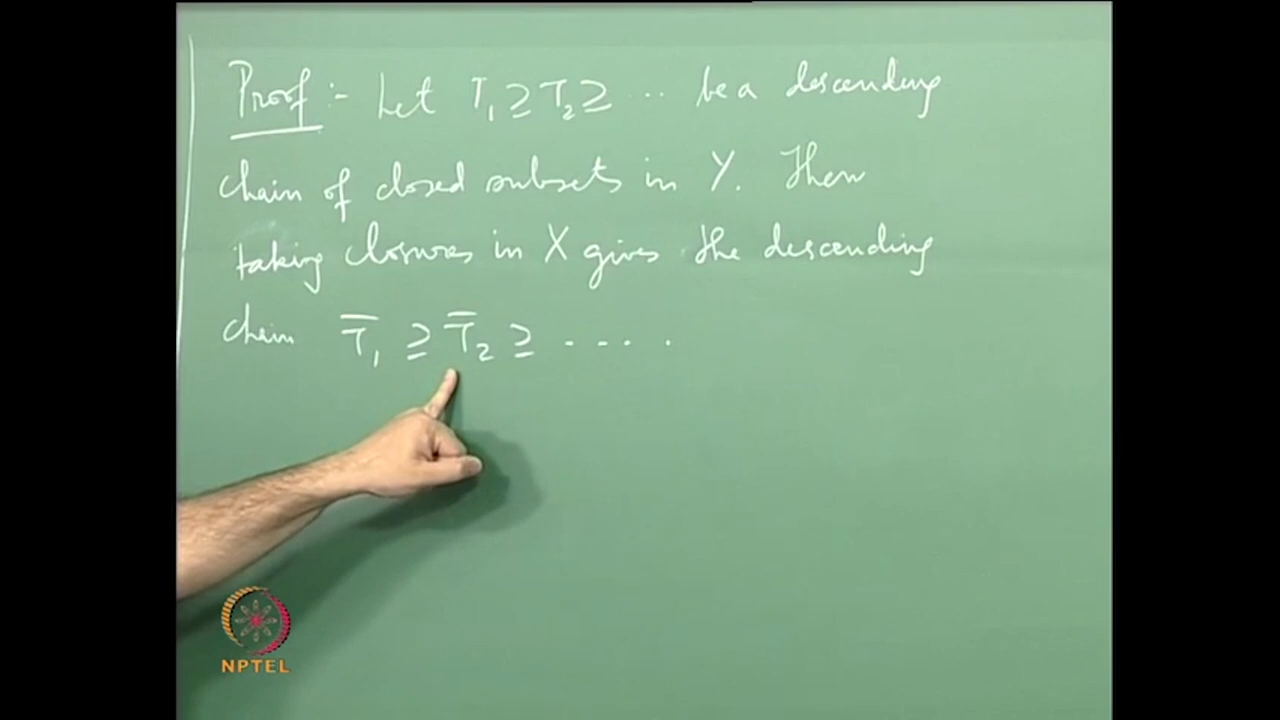 Proof :- Let T₁ ⊇ T₂ ⊇ ... be a descending
chain of closed subsets in Y. Then
taking closures in X gives the descending
chain T̅₁ ⊇ T̅₂ ⊇ .....
NPTEL